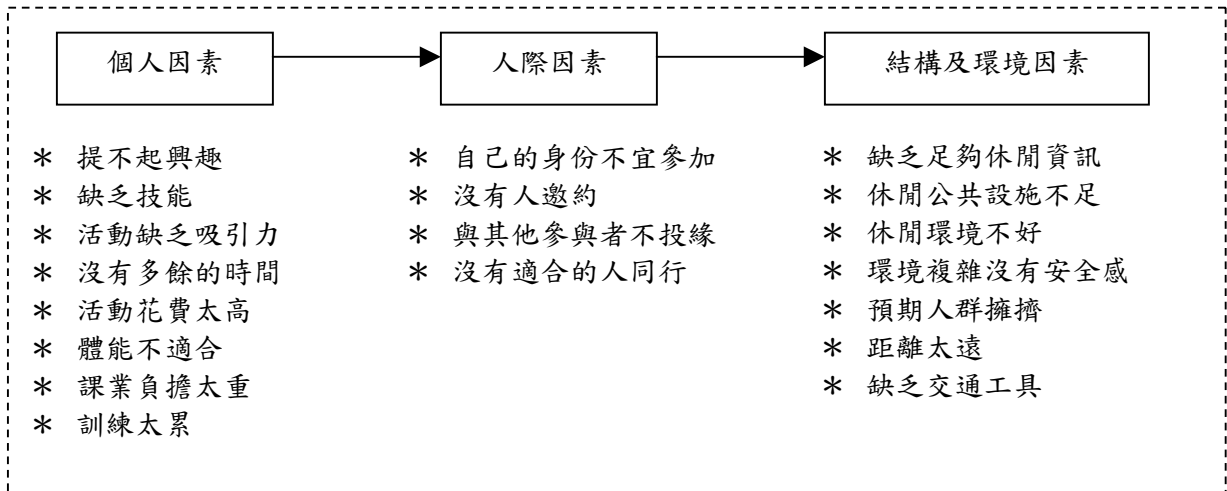 個人因素
人際因素
結構及環境因素
＊ 提不起興趣
＊ 缺乏技能
＊ 活動缺乏吸引力
＊ 沒有多餘的時間
＊ 活動花費太高
＊ 體能不適合
＊ 課業負擔太重
＊ 訓練太累
＊ 自己的身份不宜參加
＊ 沒有人邀約
＊ 與其他參與者不投緣
＊ 沒有適合的人同行
＊ 缺乏足夠休閒資訊
＊ 休閒公共設施不足
＊ 休閒環境不好
＊ 環境複雜沒有安全感
＊ 預期人群擁擠
＊ 距離太遠
＊ 缺乏交通工具